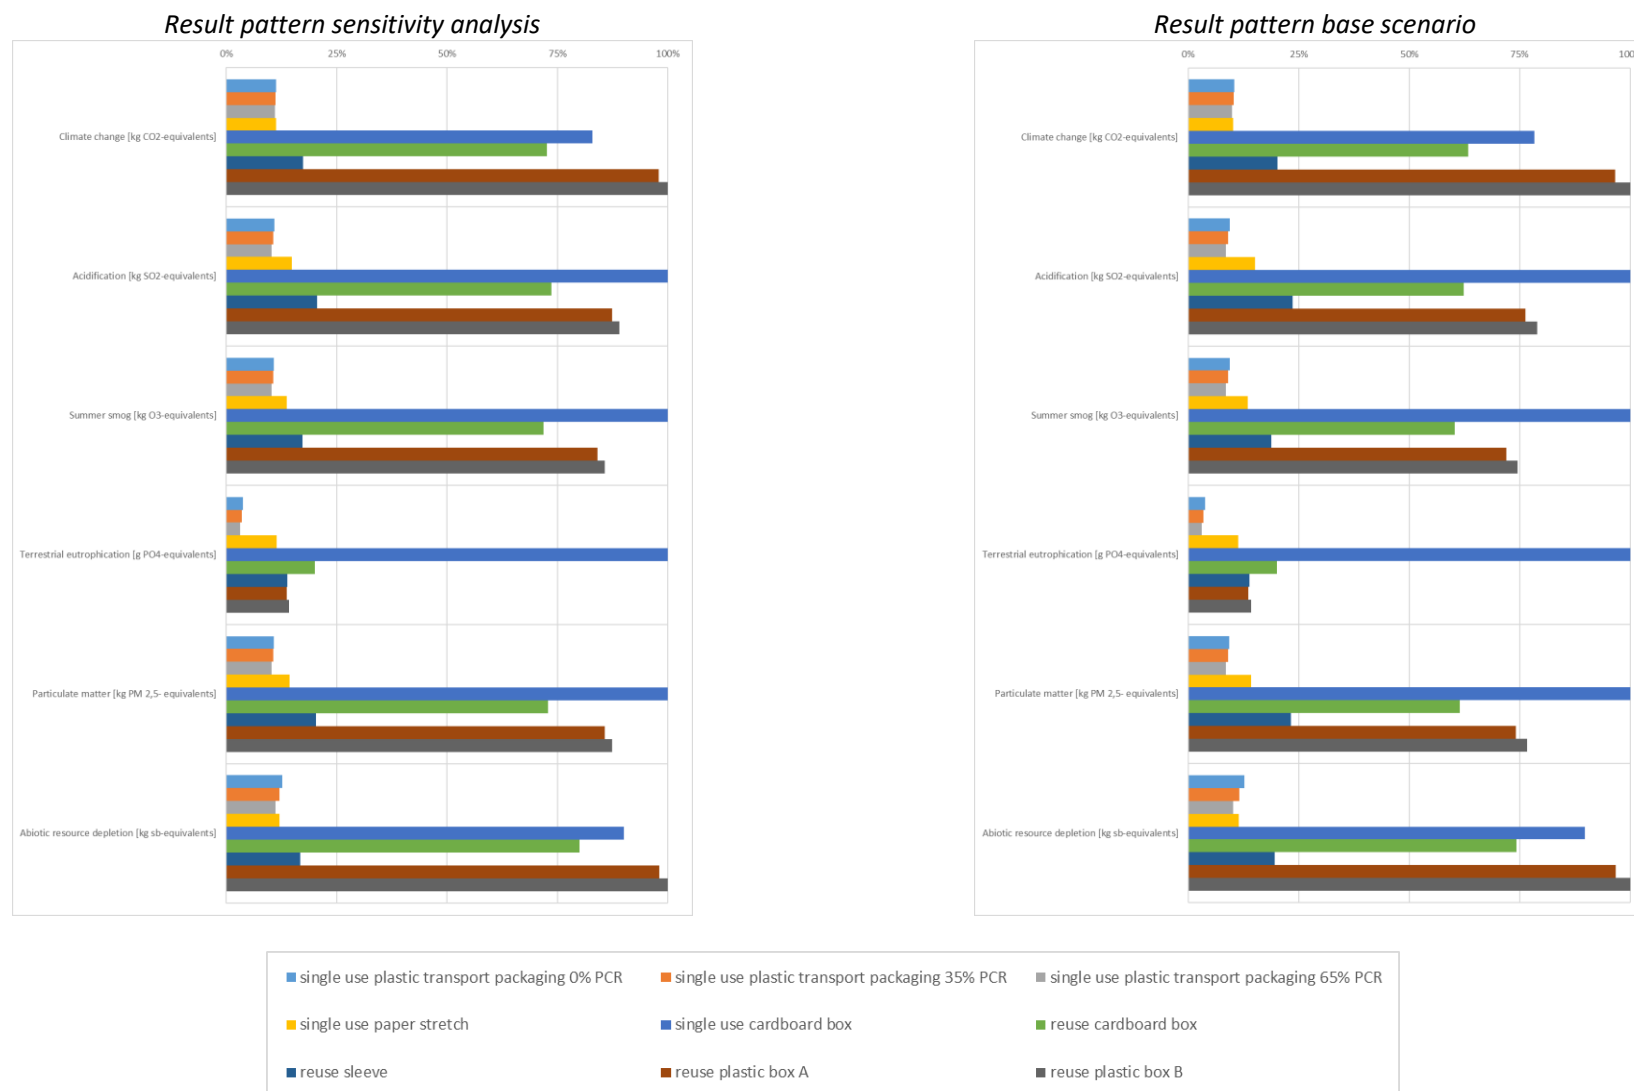 Result pattern sensitivity analysis
0% 25% 50% 75% 100%
Climate change [kg CO2-equivalents]
Acidification [kg SO2-equivalents]
Summer smog [kg O3-equivalents]
Terrestrial eutrophication [g PO4-equivalents]
Particulate matter [kg PM 2,5- equivalents]
Abiotic resource depletion [kg sb-equivalents]
Result pattern base scenario
0% 25% 50% 75% 100
Climate change [kg CO2-equivalents]
Acidification [kg SO2-equivalents]
Summer smog [kg O3-equivalents]
Terrestrial eutrophication [g PO4-equivalents]
Particulate matter [kg PM 2,5- equivalents]
Abiotic resource depletion [kg sb-equivalents]
single use plastic transport packaging 0% PCR single use plastic transport packaging 35% PCR single use plastic transport packaging 65% PCR
single use paper stretch single use cardboard box reuse cardboard box
reuse sleeve reuse plastic box A reuse plastic box B